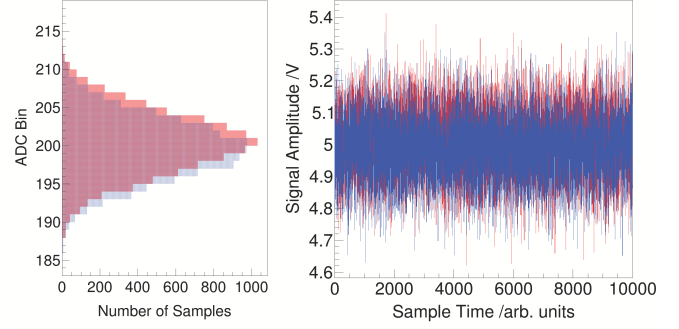 215
210
205
200
195
190
185
ADC Bin
0 200 400 600 800 1000
Number of Samples
5.4
5.3
5.2
5.1
5
4.9
4.8
4.7
4.6
Signal Amplitude /V
0 2000 4000 6000 8000 10000
Sample Time /arb. units